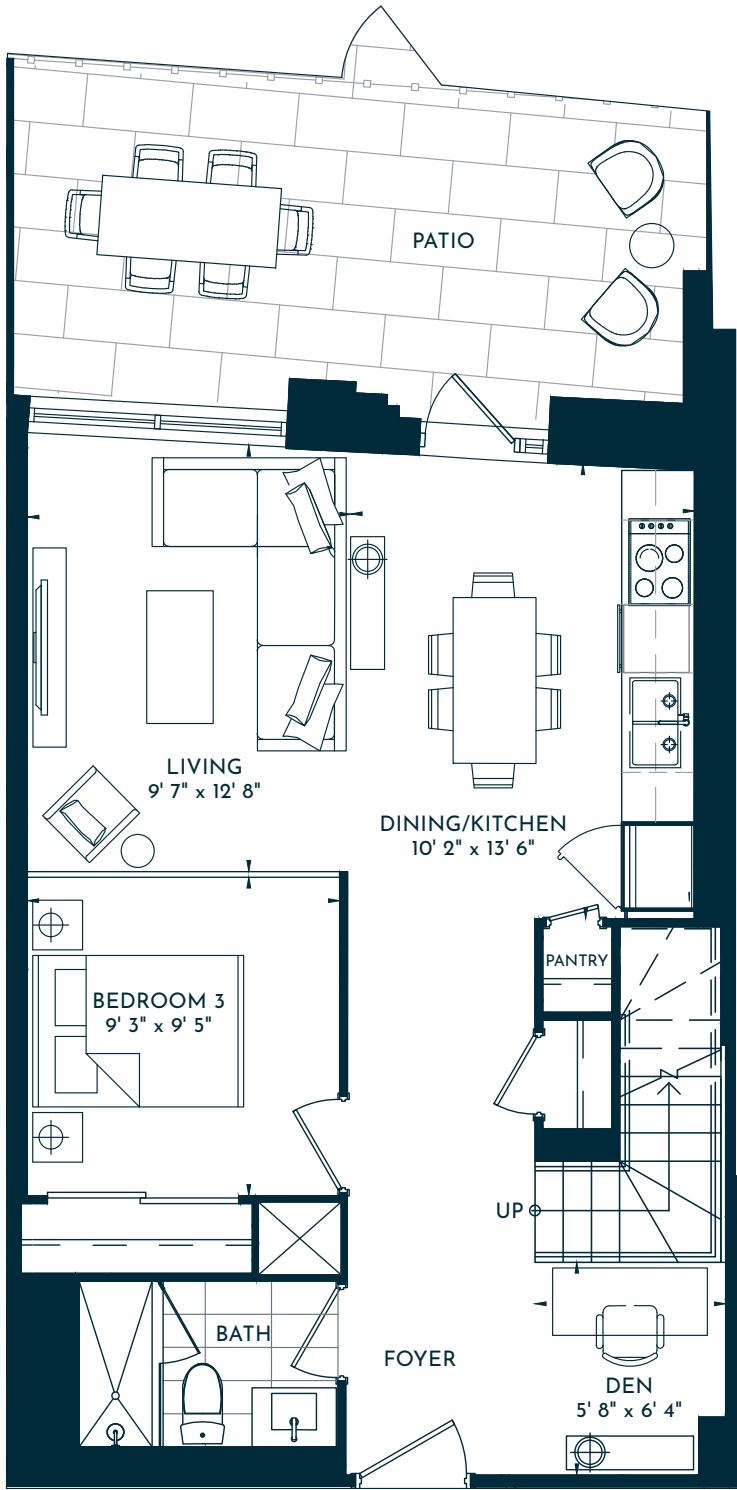 PATIO
LIVING
9' 7" x 12' 8"
DINING/KITCHEN
10' 2" x 13' 6"
PANTRY
BEDROOM 3
9' 3" x 9' 5"
UP
BATH
FOYER
DEN
5' 8" x 6' 4"